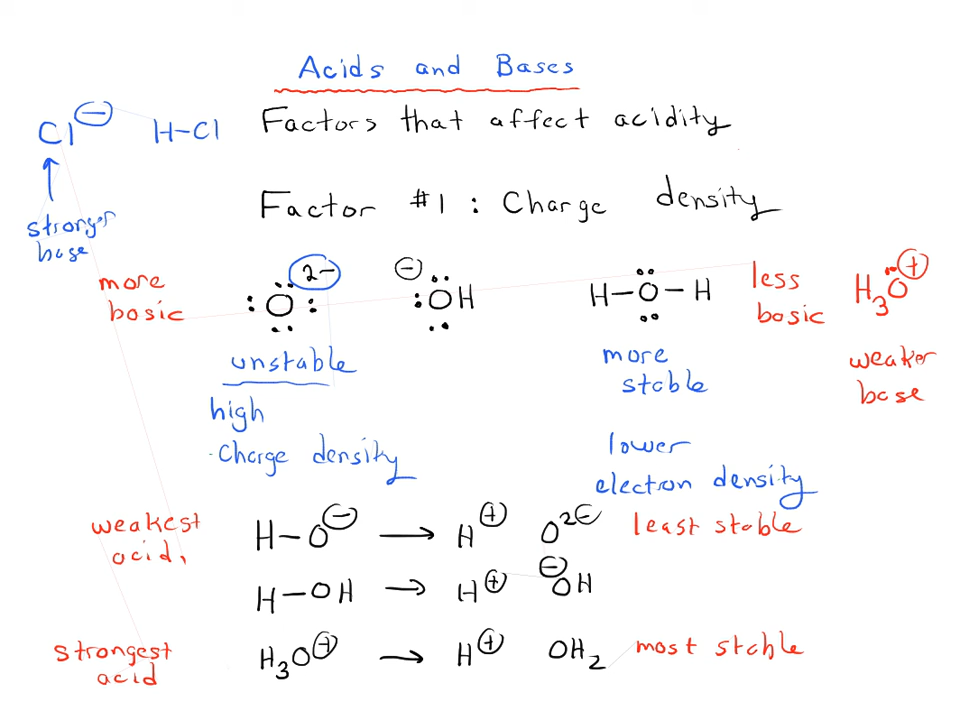 Acids and Bases
Cl⊖ H-Cl Factors that affect acidity
stronger
base
Factor #1 : Charge density
more
basic
:Ö: 2-
⊖ :ÖH
H-O-H
less
basic
H3O⊕
unstable
more
stable
weaker
base
high
charge density
lower
electron density
weakest
acid,
H-O⊖ → H⊕ O2⊖ least stable
H-OH → H⊕ ⊖OH
strongest
acid
H3O⊕ → H⊕ OH2 most stable